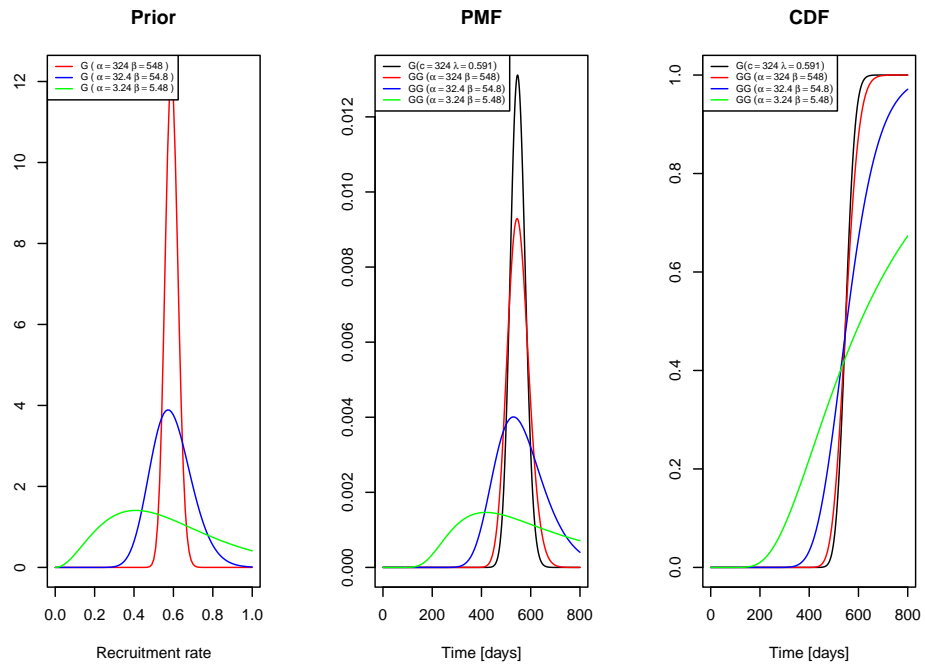 Prior
G ( α = 324 β = 548 )
G ( α = 32.4 β = 54.8 )
G ( α = 3.24 β = 5.48 )
0 2 4 6 8 10 12
0.0 0.2 0.4 0.6 0.8 1.0
Recruitment rate
PMF
G(c = 324 λ = 0.591)
GG (α = 324 β = 548)
GG (α = 32.4 β = 54.8)
GG (α = 3.24 β = 5.48)
0.000 0.002 0.004 0.006 0.008 0.010 0.012
0 200 400 600 800
Time [days]
CDF
G(c = 324 λ = 0.591)
GG (α = 324 β = 548)
GG (α = 32.4 β = 54.8)
GG (α = 3.24 β = 5.48)
0.0 0.2 0.4 0.6 0.8 1.0
0 200 400 600 800
Time [days]